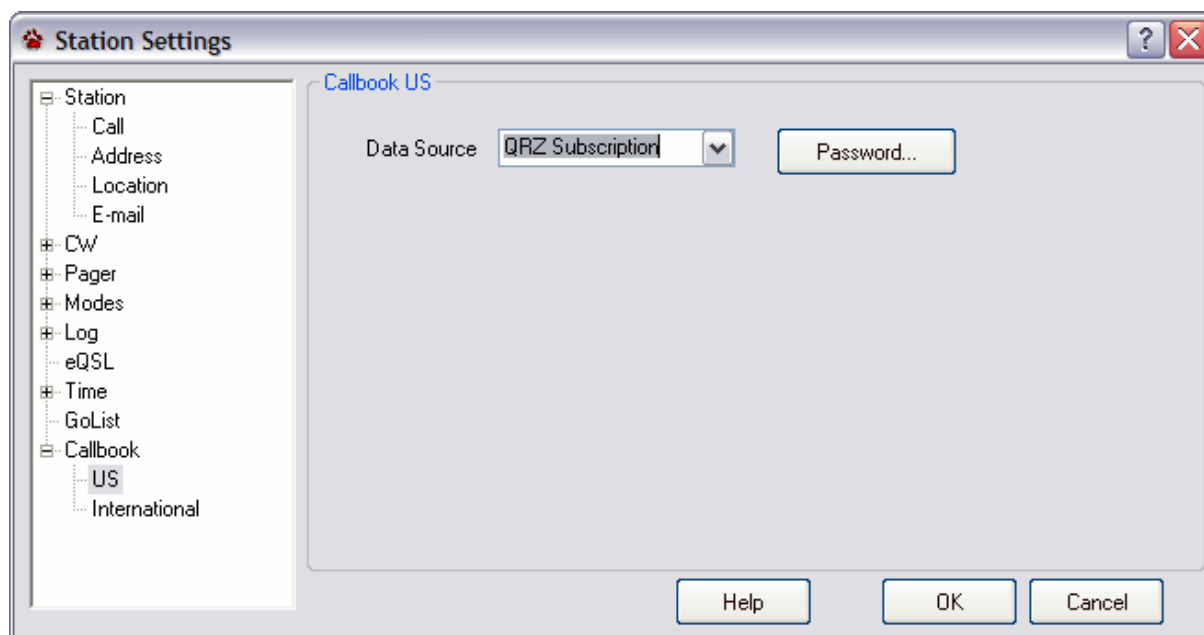 Station Settings
Station
Call
Address
Location
E-mail
CW
Pager
Modes
Log
eQSL
Time
GoList
Callbook
US
International
Callbook US
Data Source QRZ Subscription Password...
Help OK Cancel